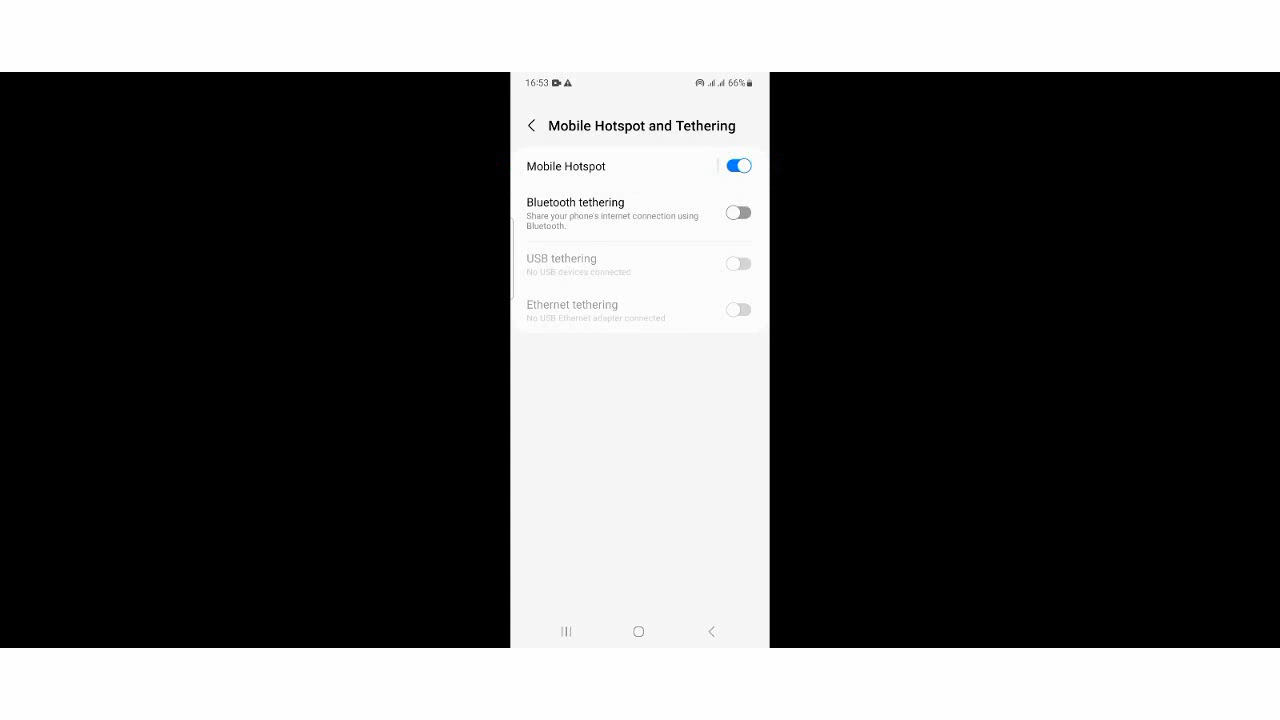 16:53 66%
Mobile Hotspot and Tethering
Mobile Hotspot
Bluetooth tethering
Share your phone's internet connection using
Bluetooth.
USB tethering
No USB devices connected
Ethernet tethering
No USB Ethernet adapter connected